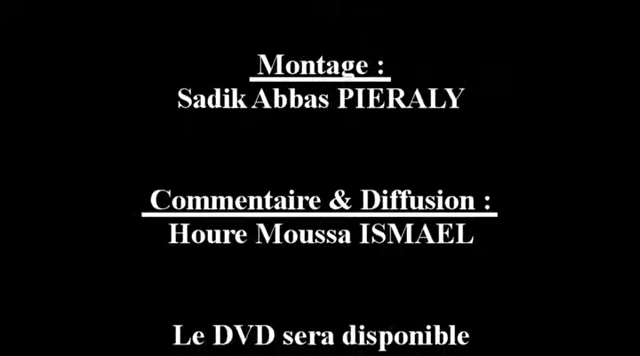 Montage :
Sadik Abbas PIERALY
Commentaire & Diffusion :
Houre Moussa ISMAEL
Le DVD sera disponible